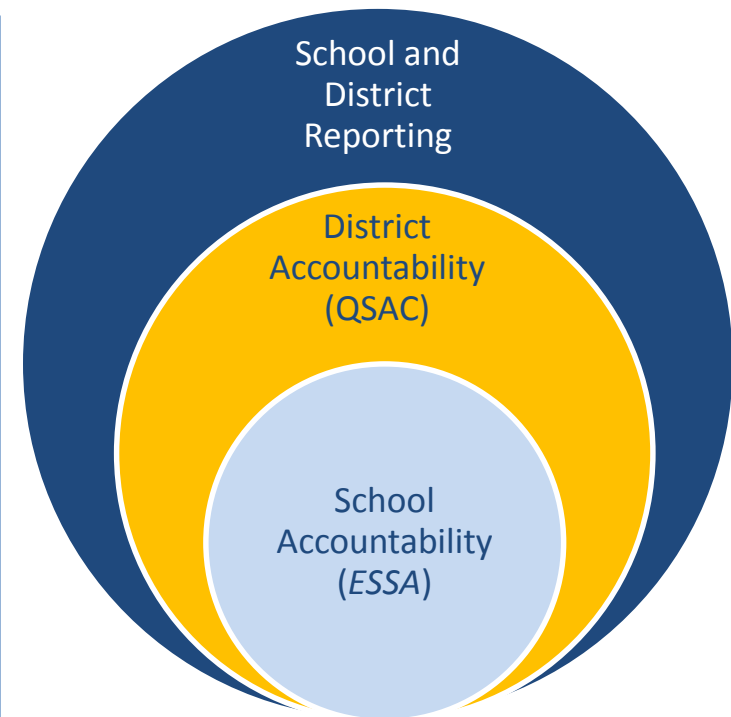 School and
District
Reporting
District
Accountability
(QSAC)
School
Accountability
(ESSA)